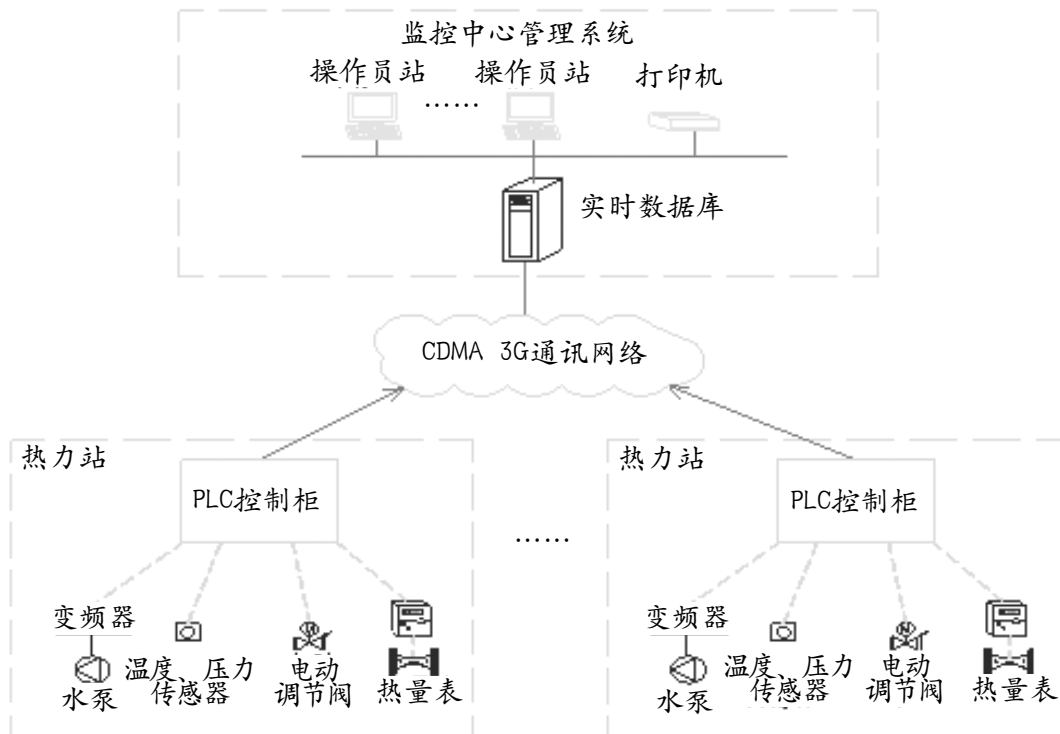 监控中心管理系统
操作员站
……
操作员站
打印机
实时数据库
CDMA 3G通讯网络
热力站
PLC控制柜
变频器
水泵
温度、压力
传感器
电动
调节阀
热量表
……
热力站
PLC控制柜
变频器
水泵
温度、压力
传感器
电动
调节阀
热量表